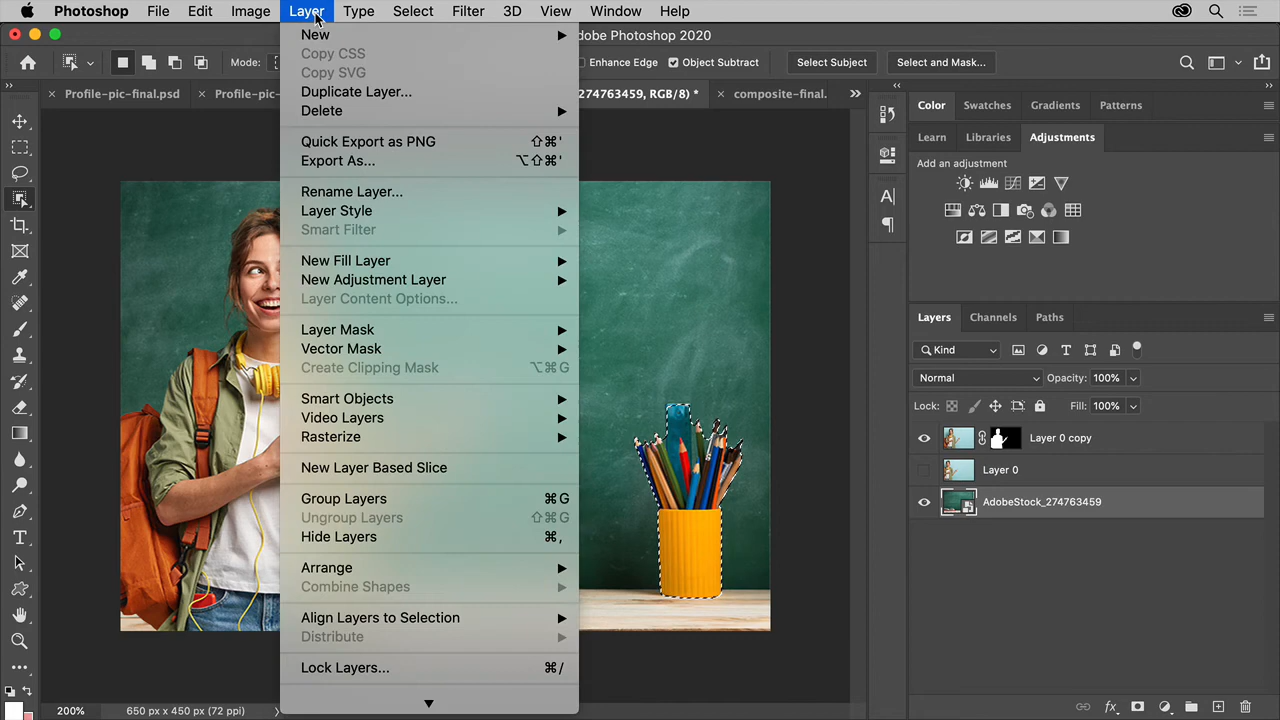 Photoshop File Edit Image Layer Type Select Filter 3D View Window Help
dobe Photoshop 2020
Mode: Enhance Edge Object Subtract Select Subject Select and Mask...
Profile-pic-final.psd Profile-pic- 274763459, RGB/8) * composite-final.
New
Copy CSS
Copy SVG
Duplicate Layer...
Delete
Quick Export as PNG ⇧⌘'
Export As... ⌥⇧⌘'
Rename Layer...
Layer Style
Smart Filter
New Fill Layer
New Adjustment Layer
Layer Content Options...
Layer Mask
Vector Mask
Create Clipping Mask ⌥⌘G
Smart Objects
Video Layers
Rasterize
New Layer Based Slice
Group Layers ⌘G
Ungroup Layers ⇧⌘G
Hide Layers ⌘,
Arrange
Combine Shapes
Align Layers to Selection
Distribute
Lock Layers... ⌘/
Color Swatches Gradients Patterns
Learn Libraries Adjustments
Add an adjustment
Layers Channels Paths
Kind
Normal Opacity: 100%
Lock: Fill: 100%
Layer 0 copy
Layer 0
AdobeStock_274763459
200% 650 px x 450 px (72 ppi)